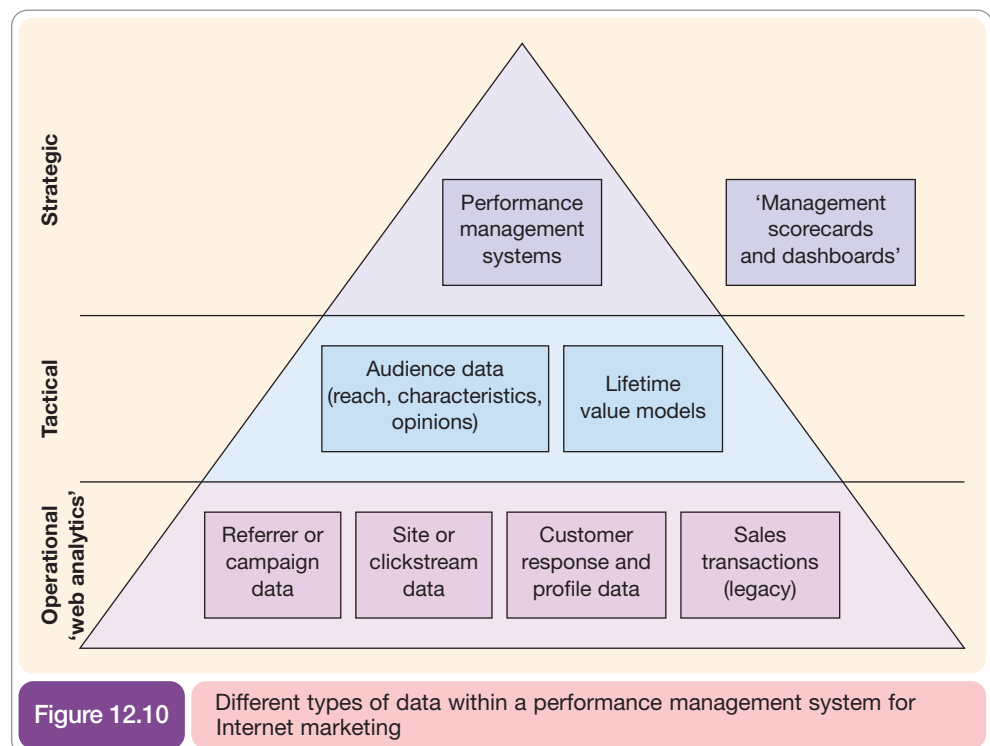 Strategic
Performance
management
systems
‘Management
scorecards
and dashboards’
Tactical
Audience data
(reach, characteristics,
opinions)
Lifetime
value models
Operational
‘web analytics’
Referrer or
campaign
data
Site or
clickstream
data
Customer
response and
profile data
Sales
transactions
(legacy)
Figure 12.10
Different types of data within a performance management system for
Internet marketing